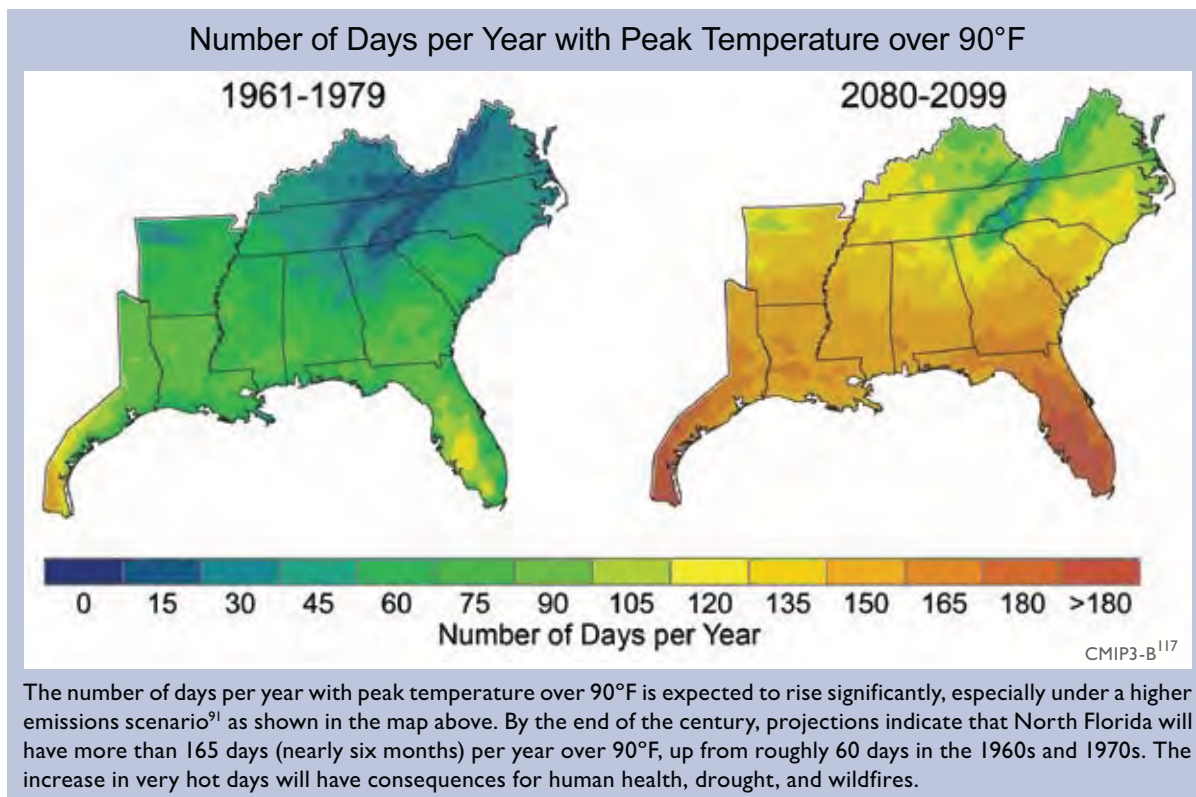 Number of Days per Year with Peak Temperature over 90°F
1961-1979
2080-2099
0 15 30 45 60 75 90 105 120 135 150 165 180 >180
Number of Days per Year
CMIP3-B117
The number of days per year with peak temperature over 90ºF is expected to rise significantly, especially under a higher
emissions scenario91 as shown in the map above. By the end of the century, projections indicate that North Florida will
have more than 165 days (nearly six months) per year over 90ºF, up from roughly 60 days in the 1960s and 1970s. The
increase in very hot days will have consequences for human health, drought, and wildfires.